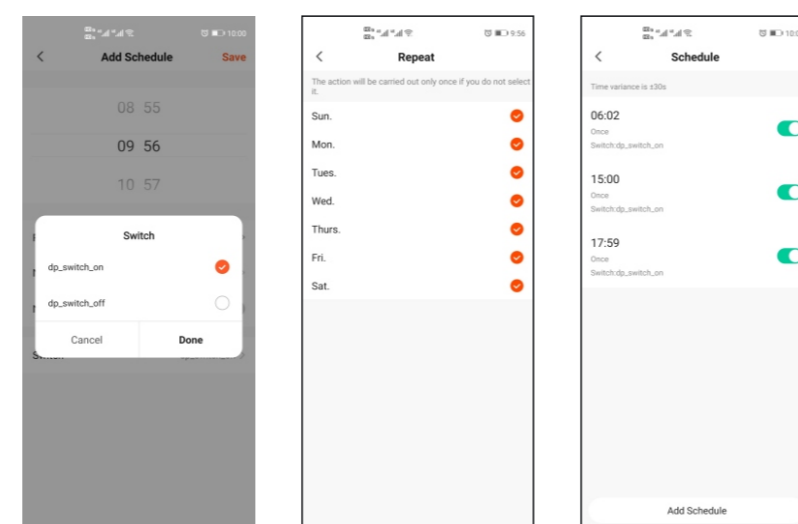 10:00
Add Schedule
Save
08 55
09 56
10 57
Switch
dp_switch_on
dp_switch_off
Cancel
Done
9:56
Repeat
The action will be carried out only once if you do not select
it.
Sun.
Mon.
Tues.
Wed.
Thurs.
Fri.
Sat.
Schedule
Time variance is ±30s
06:02
Once
Switch:dp_switch_on
15:00
Once
Switch:dp_switch_on
17:59
Once
Switch:dp_switch_on
Add Schedule